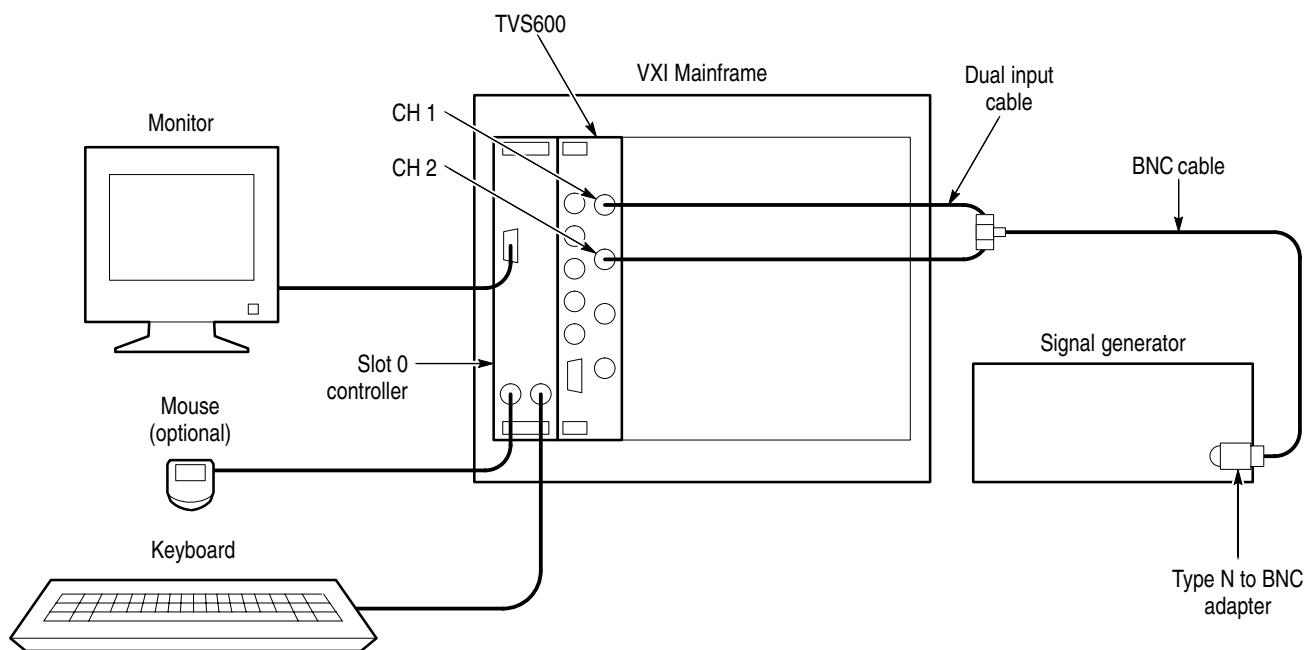 TVS600
VXI Mainframe
Dual input
cable
Monitor
CH 1
CH 2
BNC cable
Signal generator
Slot 0
controller
Mouse
(optional)
Keyboard
Type N to BNC
adapter